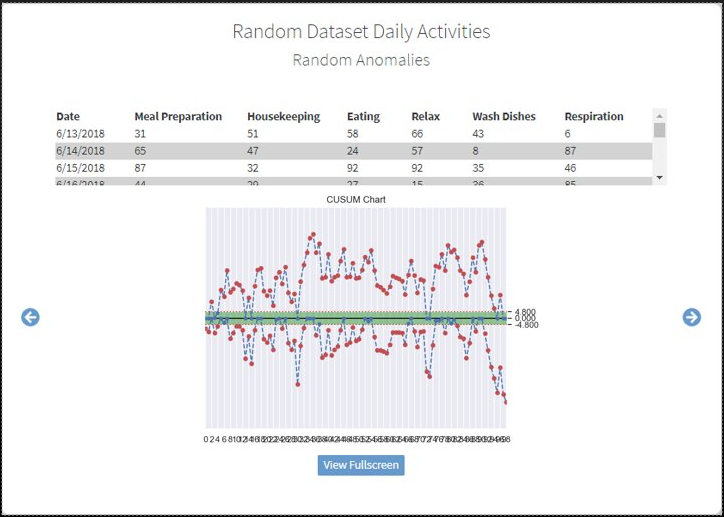 Random Dataset Daily Activities
Random Anomalies
Date Meal Preparation Housekeeping Eating Relax Wash Dishes Respiration
6/13/2018 31 51 58 66 43 6
6/14/2018 65 47 24 57 8 87
6/15/2018 87 32 92 92 35 46
6/16/2018 44 29 27 15 26 85
CUSUM Chart
4.800
0.000
-4.800
0 2 4 6 8
View Fullscreen